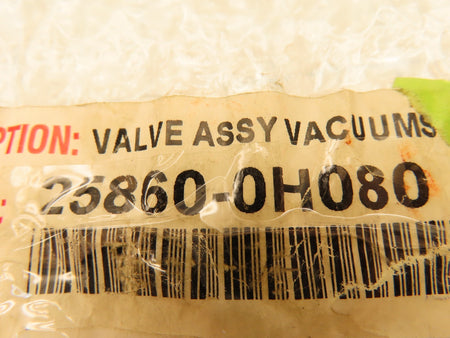 PTION: VALVE ASSY VACUUMS
: 25860-0H080